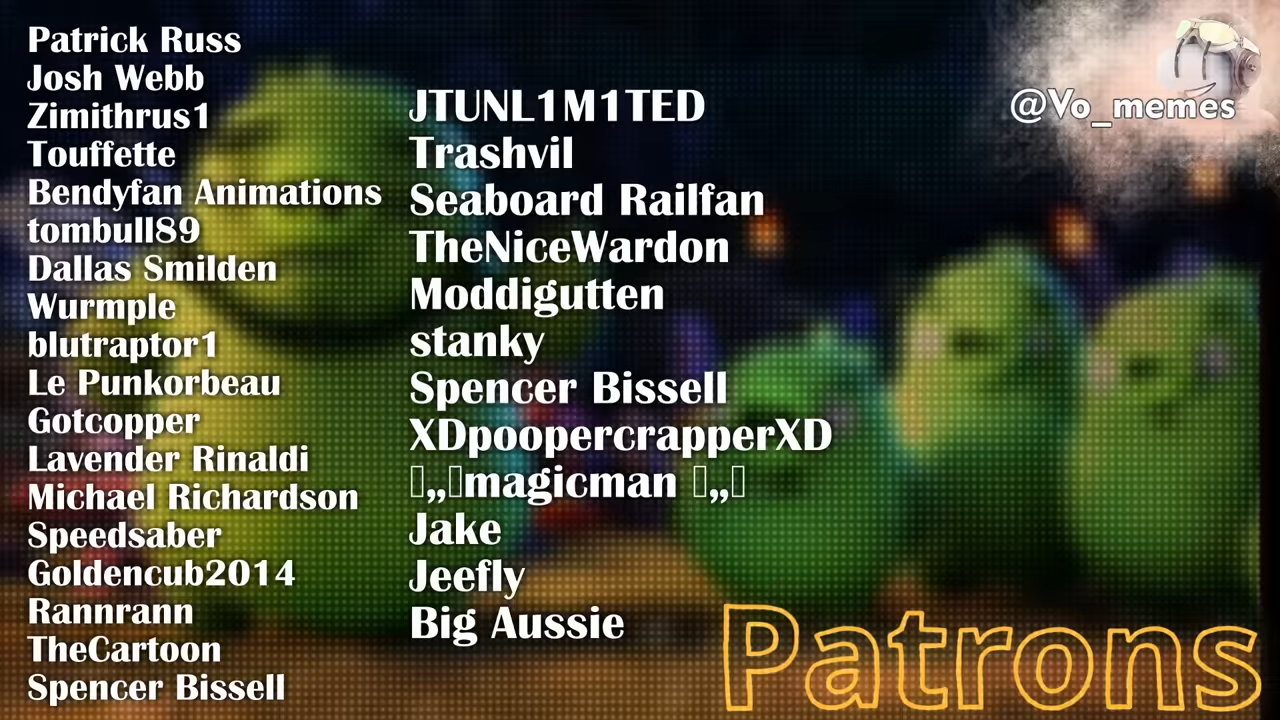 Patrick Russ
Josh Webb
Zimithrus1
Touffette
Bendyfan Animations
tombull89
Dallas Smilden
Wurmple
blutraptor1
Le Punkorbeau
Gotcopper
Lavender Rinaldi
Michael Richardson
Speedsaber
Goldencub2014
Rannrann
TheCartoon
Spencer Bissell
JTUNL1M1TED
Trashvil
Seaboard Railfan
TheNiceWardon
Moddigutten
stanky
Spencer Bissell
XDpoopercrapperXD
▯„▯magicman ▯„▯
Jake
Jeefly
Big Aussie
@Vo_memes
Patrons